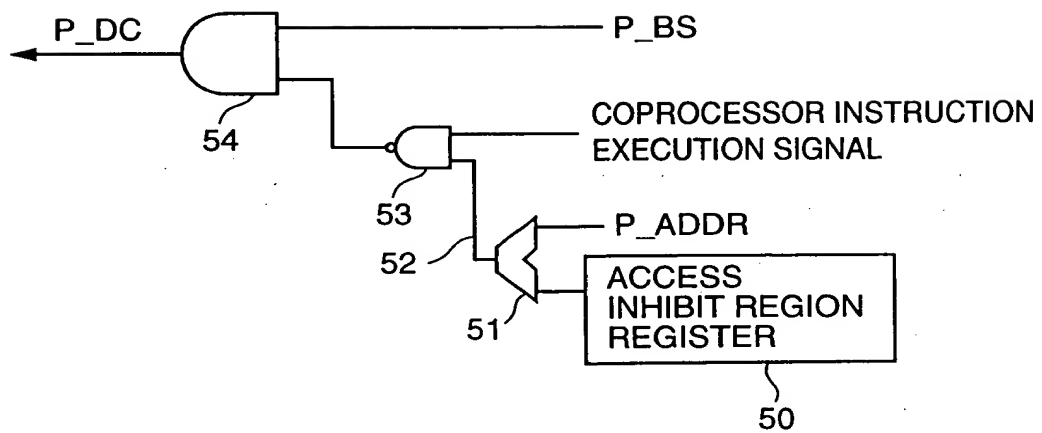 P_DC
P_BS
54
COPROCESSOR INSTRUCTION
EXECUTION SIGNAL
53
P_ADDR
52
ACCESS
INHIBIT REGION
REGISTER
51
50